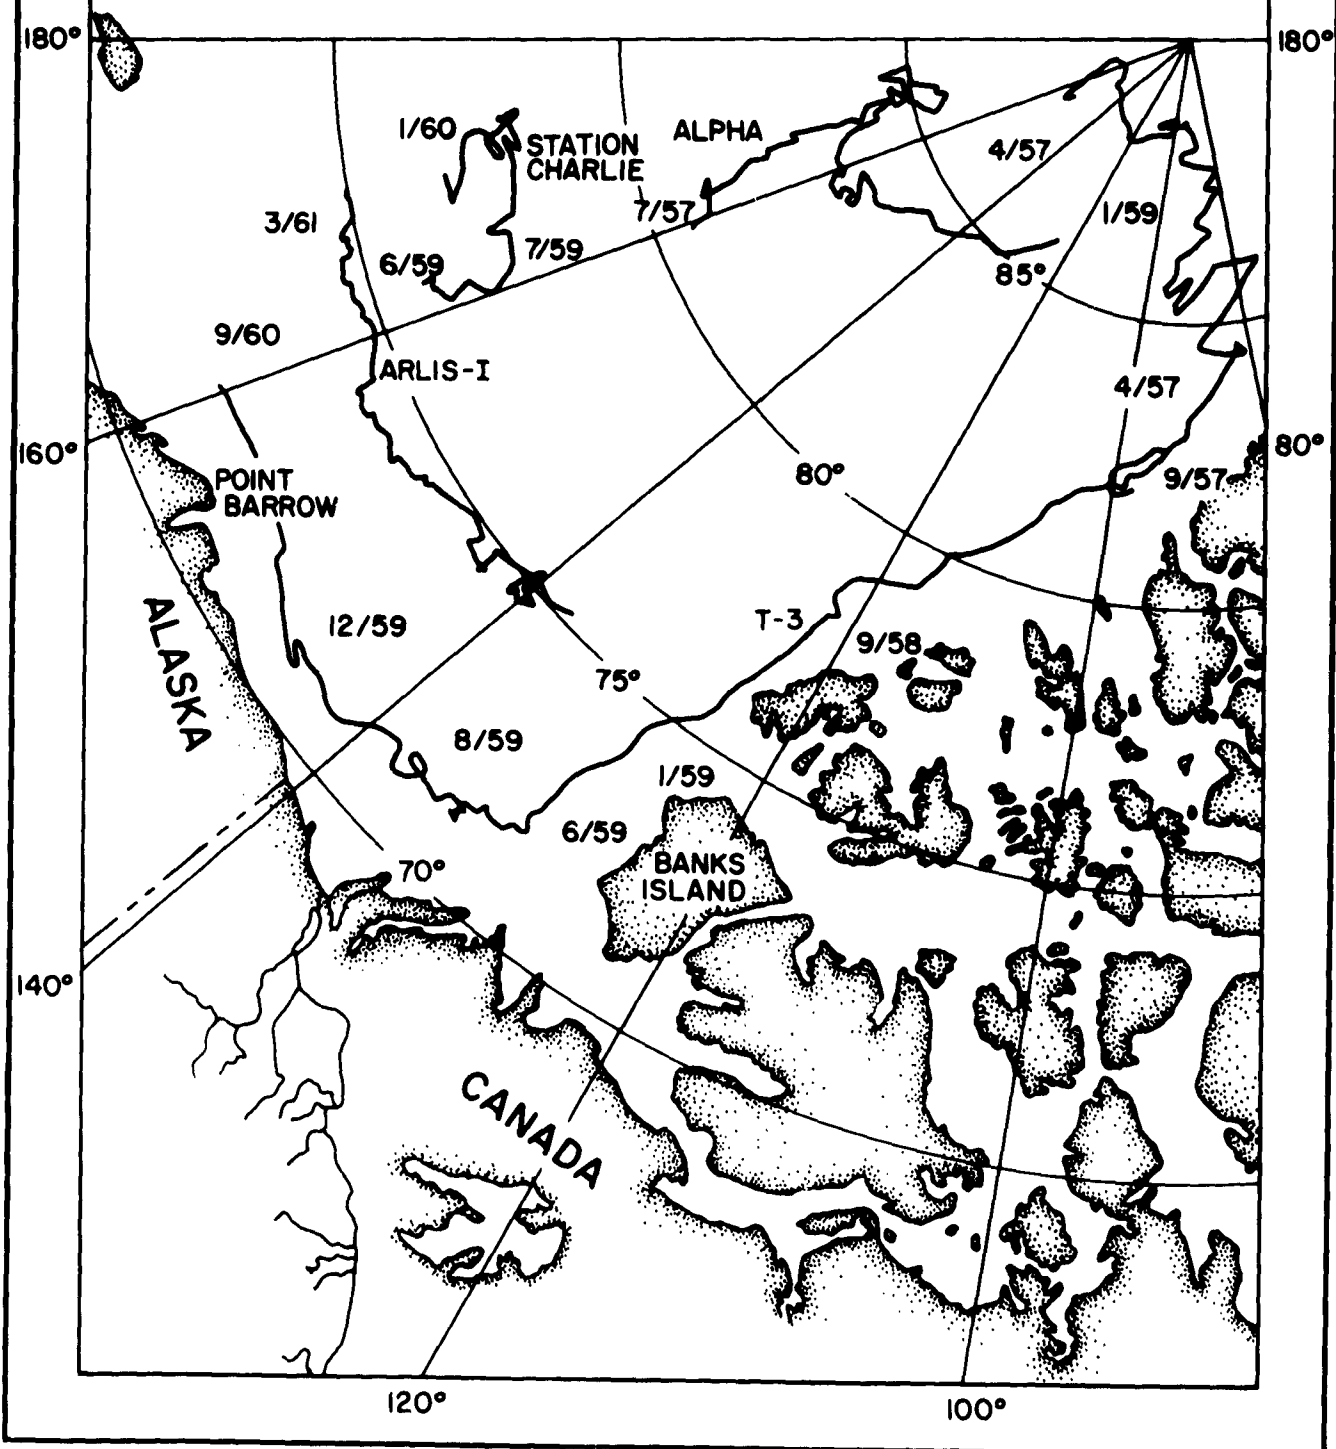 180°
180°
1/60
STATION
CHARLIE
ALPHA
4/57
3/61
7/57
1/59
6/59
7/59
85°
9/60
ARLIS-I
4/57
160°
80°
80°
POINT
BARROW
9/57
ALASKA
12/59
T-3
9/58
75°
8/59
1/59
6/59
BANKS
ISLAND
70°
140°
CANADA
120°
100°